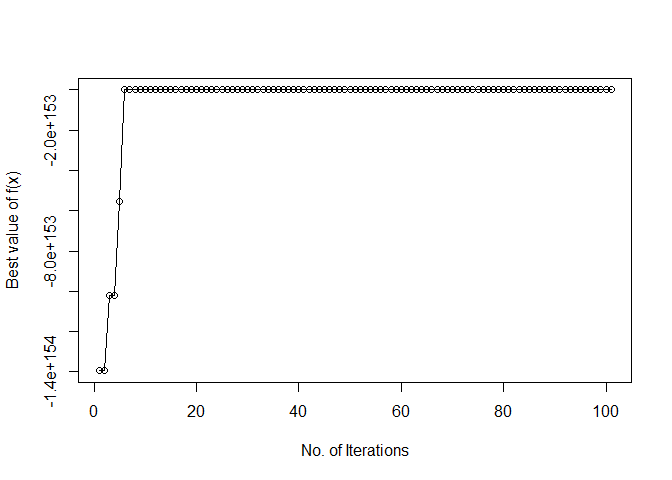 Best value of f(x)
-2.0e+153
-8.0e+153
-1.4e+154
0 20 40 60 80 100
No. of Iterations